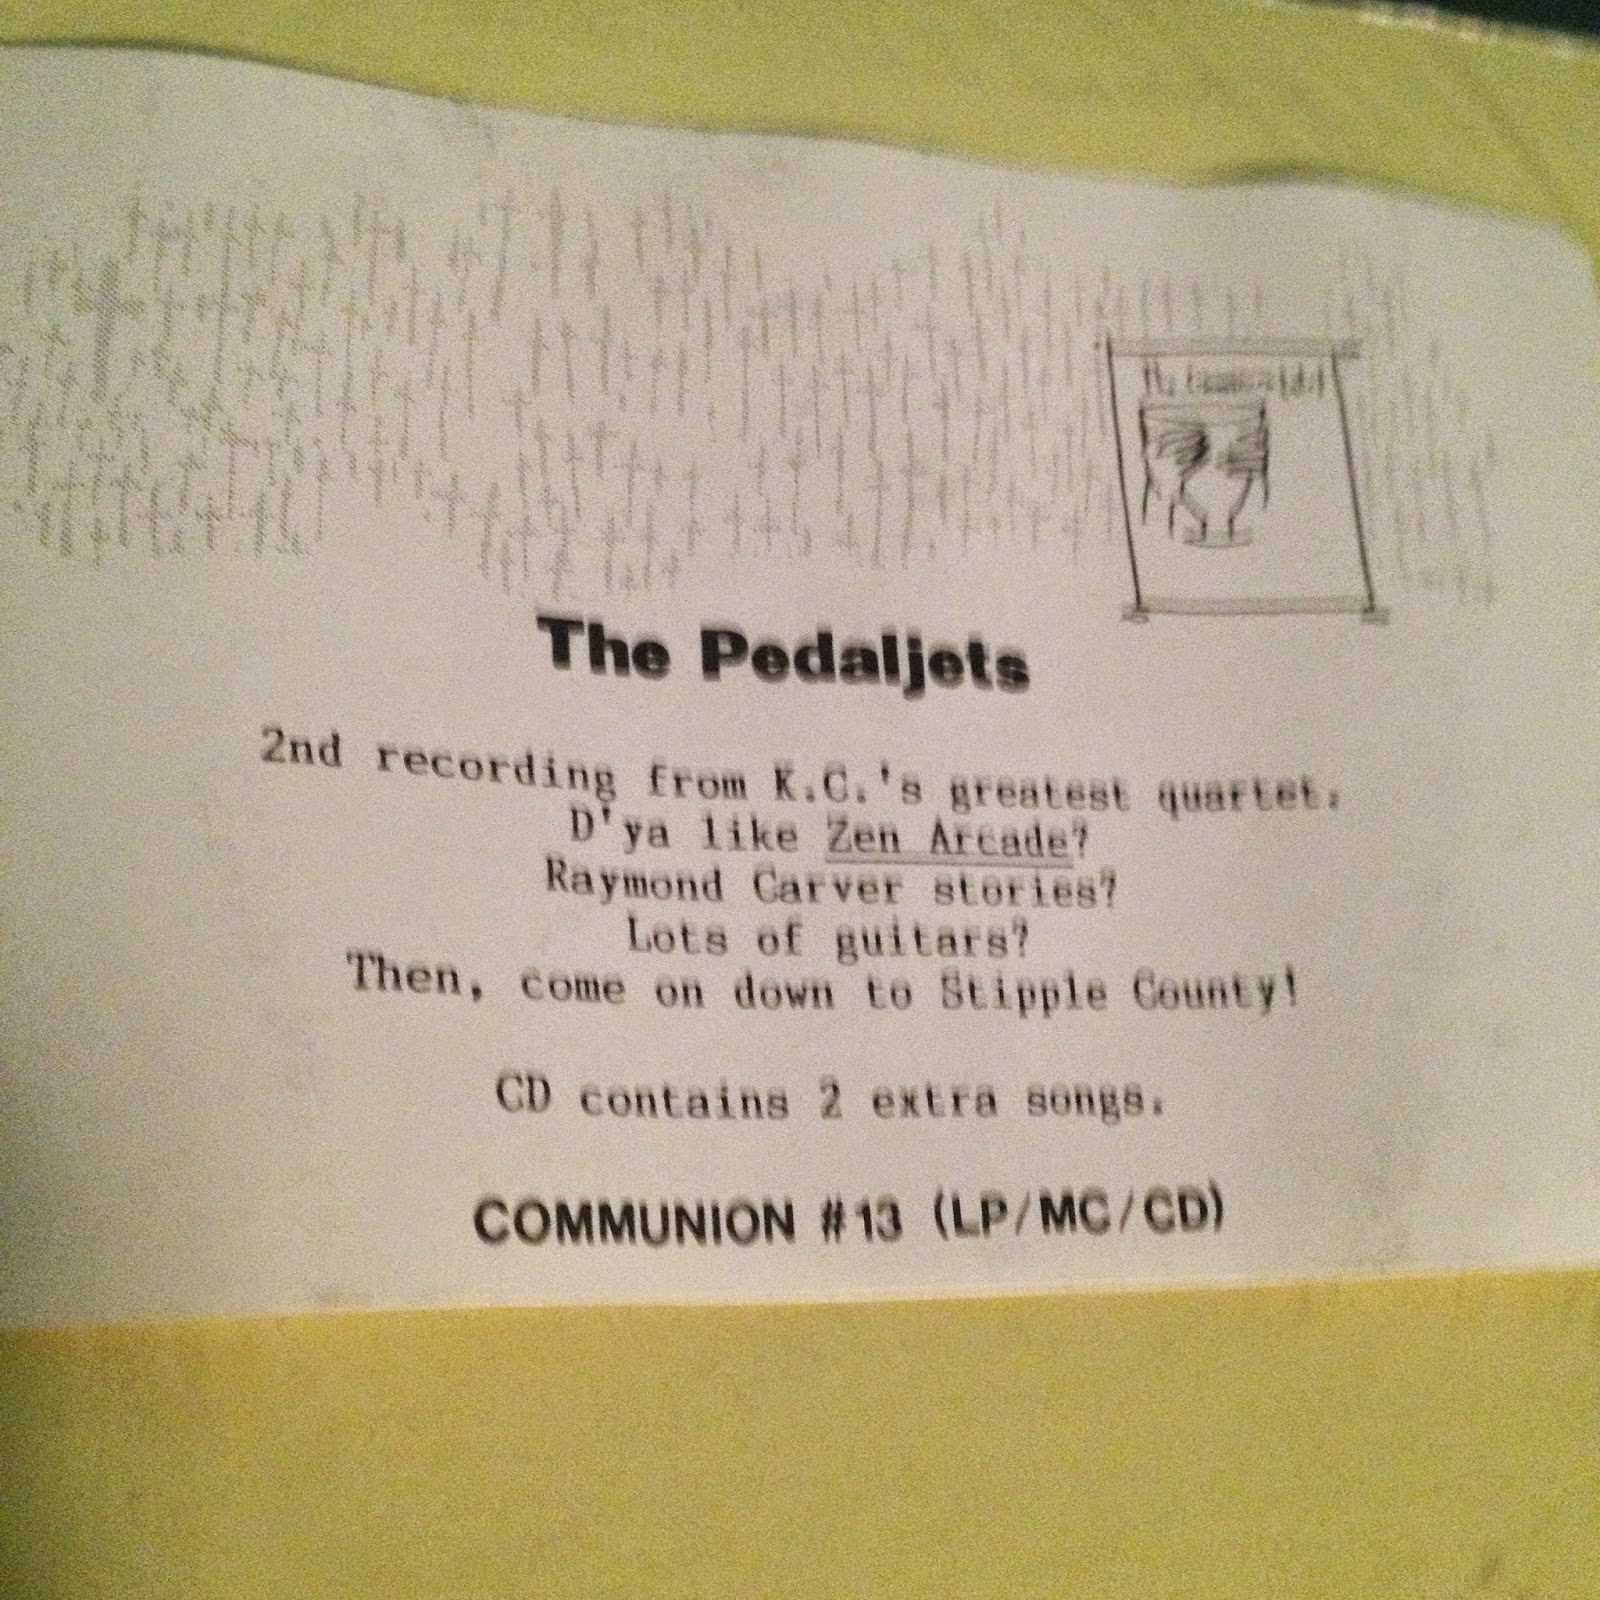 The Pedaljets
2nd recording from K.C.'s greatest quartet.
D'ya like Zen Arcade?
Raymond Carver stories?
Lots of guitars?
Then, come on down to Stipple County!
CD contains 2 extra songs.
COMMUNION #13 (LP/MC/CD)